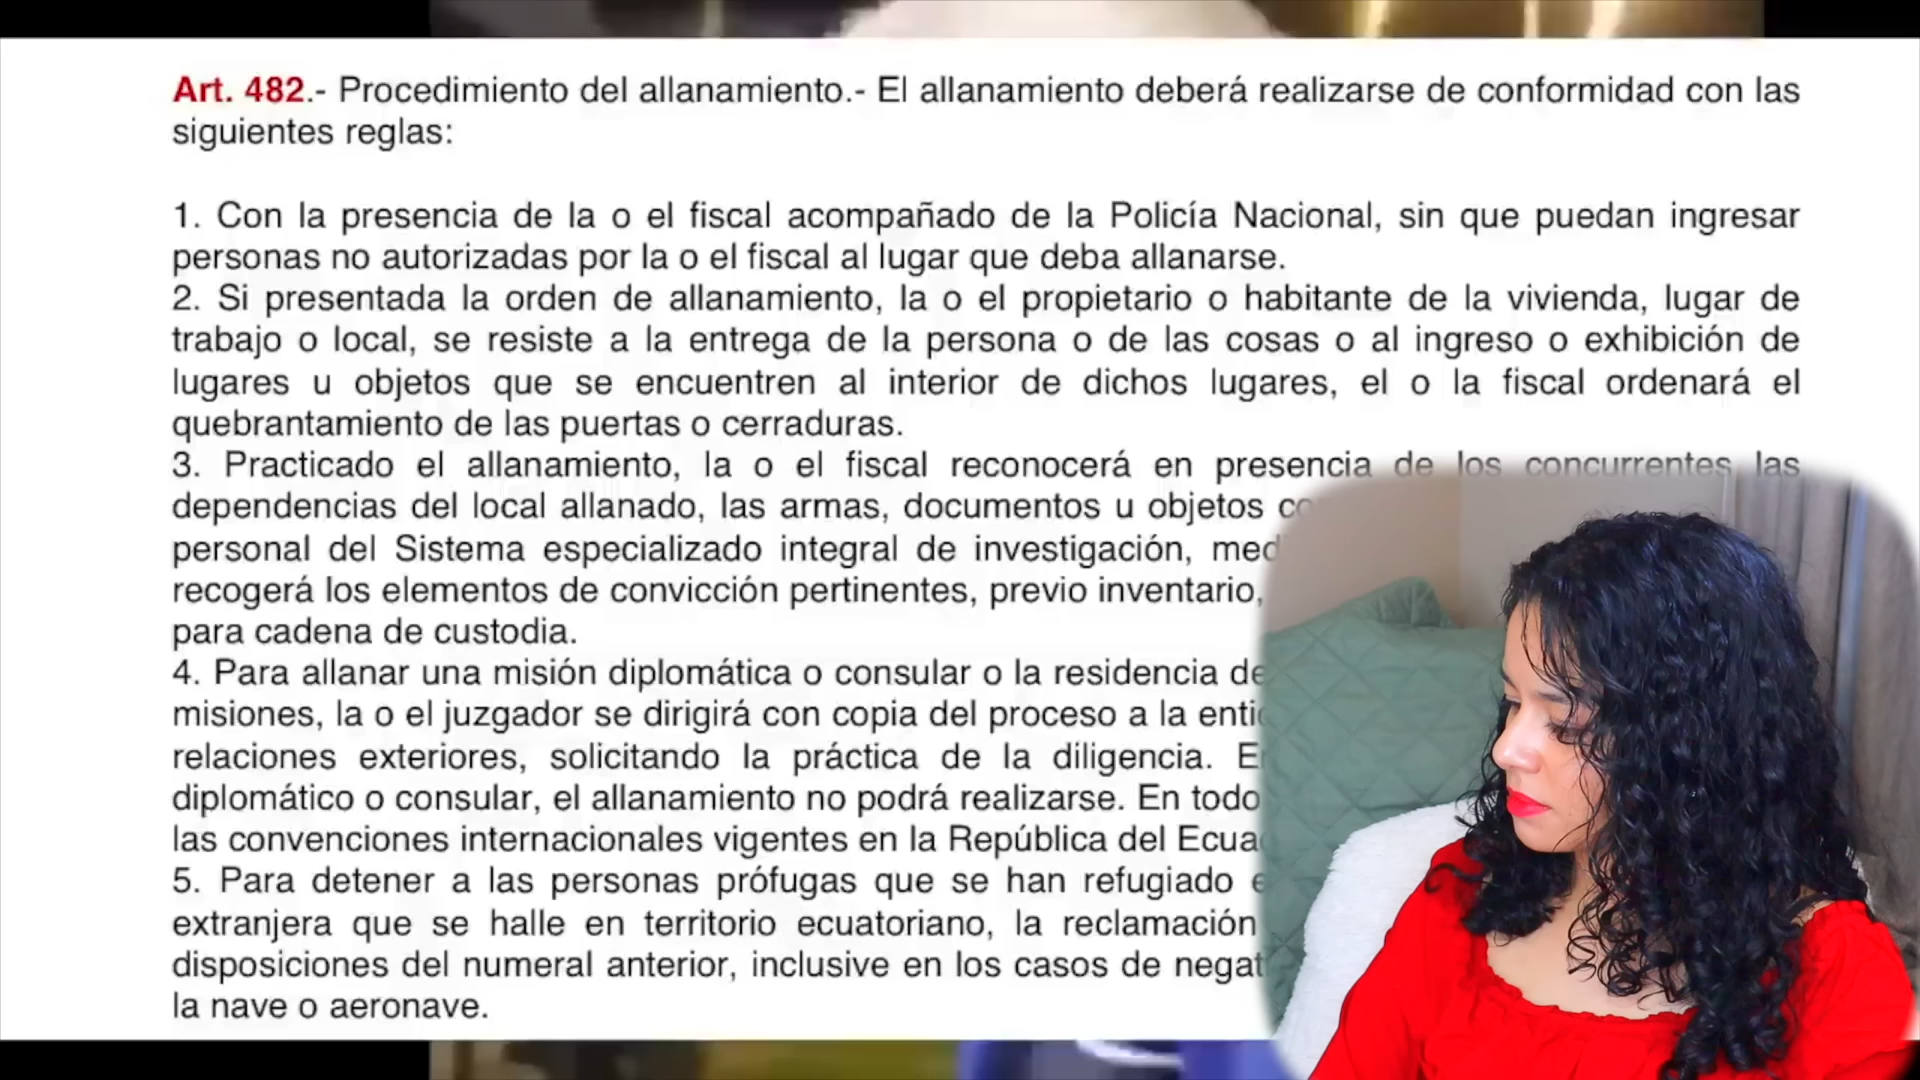 Art. 482.- Procedimiento del allanamiento.- El allanamiento deberá realizarse de conformidad con las
siguientes reglas:
1. Con la presencia de la o el fiscal acompañado de la Policía Nacional, sin que puedan ingresar
personas no autorizadas por la o el fiscal al lugar que deba allanarse.
2. Si presentada la orden de allanamiento, la o el propietario o habitante de la vivienda, lugar de
trabajo o local, se resiste a la entrega de la persona o de las cosas o al ingreso o exhibición de
lugares u objetos que se encuentren al interior de dichos lugares, el o la fiscal ordenará el
quebrantamiento de las puertas o cerraduras.
3. Practicado el allanamiento, la o el fiscal reconocerá en presencia de los concurrentes las
dependencias del local allanado, las armas, documentos u objetos
personal del Sistema especializado integral de investigación,
recogerá los elementos de convicción pertinentes, previo inventario,
para cadena de custodia.
4. Para allanar una misión diplomática o consular o la residencia
misiones, la o el juzgador se dirigirá con copia del proceso a la
relaciones exteriores, solicitando la práctica de la diligencia.
diplomático o consular, el allanamiento no podrá realizarse. En todo
las convenciones internacionales vigentes en la República del
5. Para detener a las personas prófugas que se han refugiado
extranjera que se halle en territorio ecuatoriano, la reclamación
disposiciones del numeral anterior, inclusive en los casos de
la nave o aeronave.